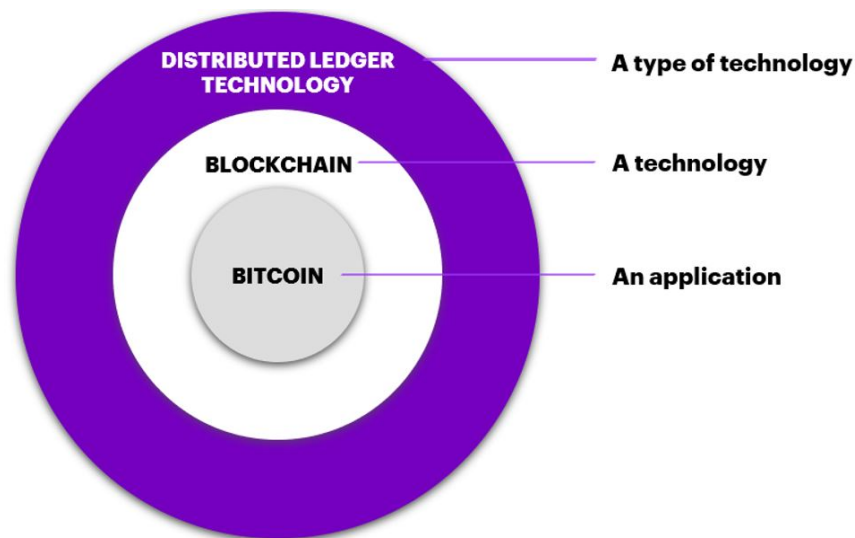 DISTRIBUTED LEDGER
TECHNOLOGY
A type of technology
BLOCKCHAIN
A technology
BITCOIN
An application